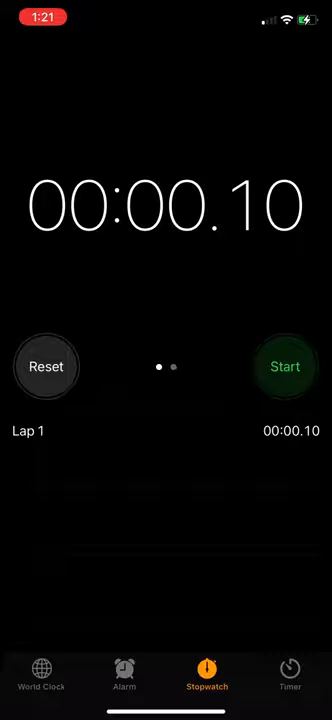 1:21
00:00.10
Reset
Start
Lap 1
00:00.10
World Clock
Alarm
Stopwatch
Timer